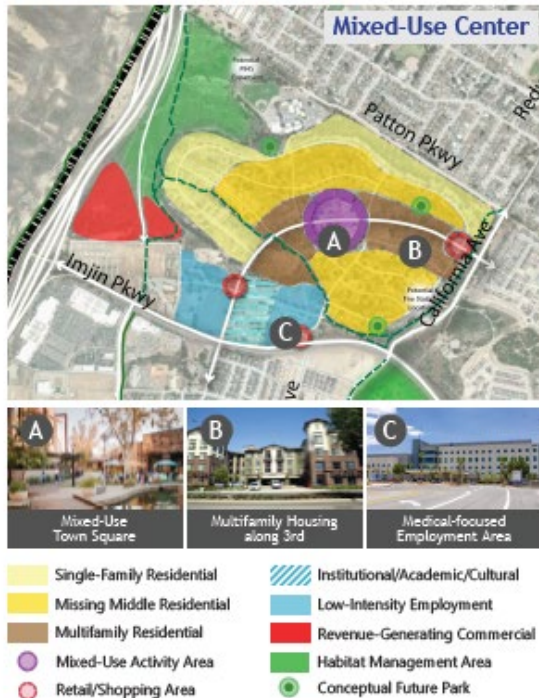 Mixed-Use Center
Patton Pkwy
Imjin Pkwy
California Ave
A
B
C
A
Mixed-Use
Town Square
B
Multifamily Housing
along 3rd
C
Medical-focused
Employment Area
Single-Family Residential
Missing Middle Residential
Multifamily Residential
Mixed-Use Activity Area
Retail/Shopping Area
Institutional/Academic/Cultural
Low-Intensity Employment
Revenue-Generating Commercial
Habitat Management Area
Conceptual Future Park